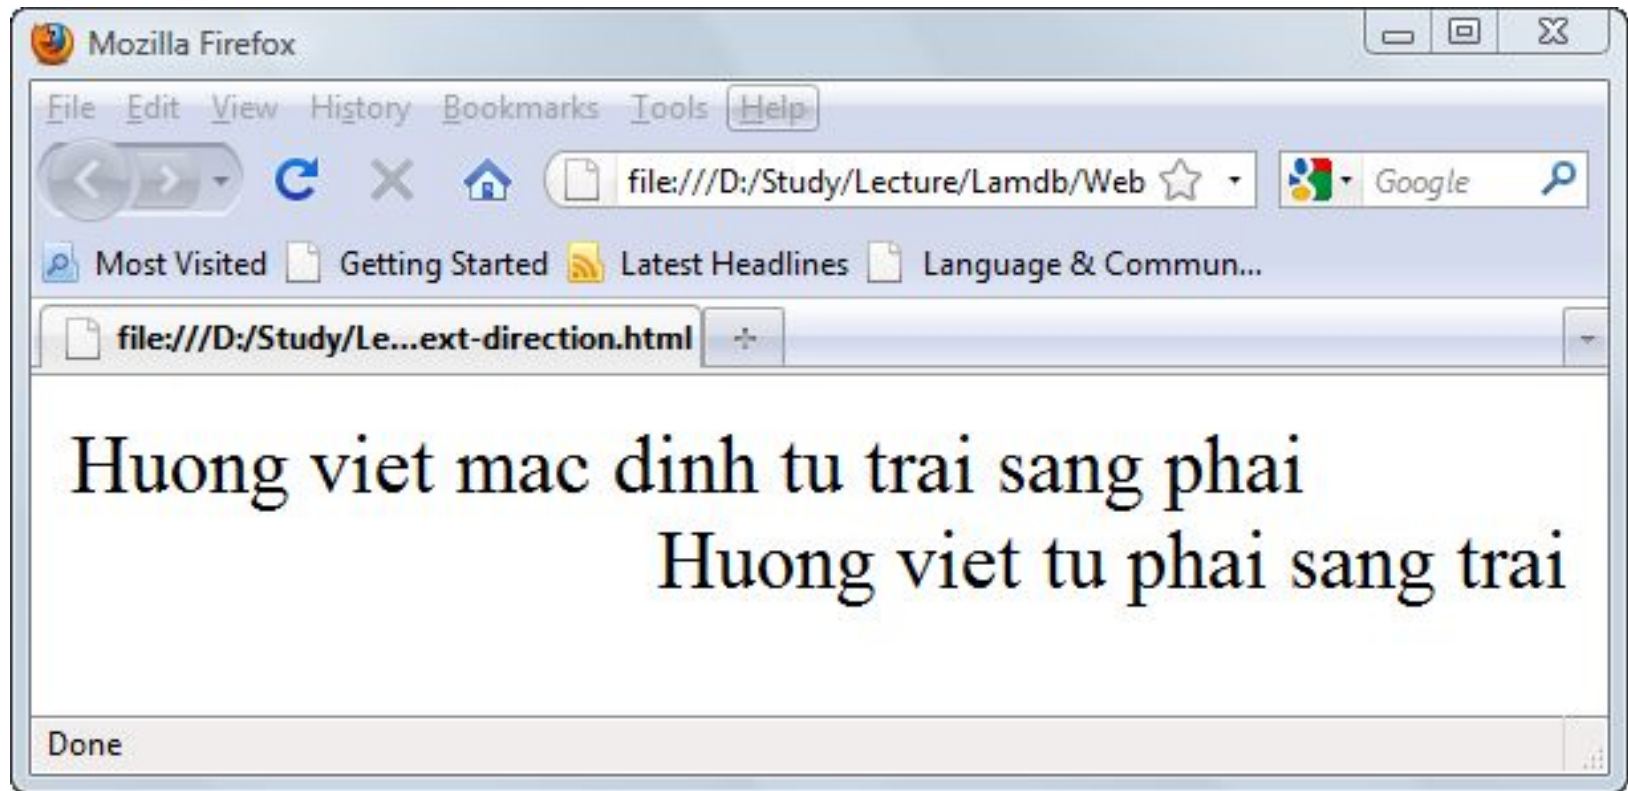 Mozilla Firefox
File Edit View History Bookmarks Tools Help
file:///D:/Study/Lecture/Lamdb/Web Google
Most Visited Getting Started Latest Headlines Language & Commun...
file:///D:/Study/Le...ext-direction.html
Huong viet mac dinh tu trai sang phai
Huong viet tu phai sang trai
Done